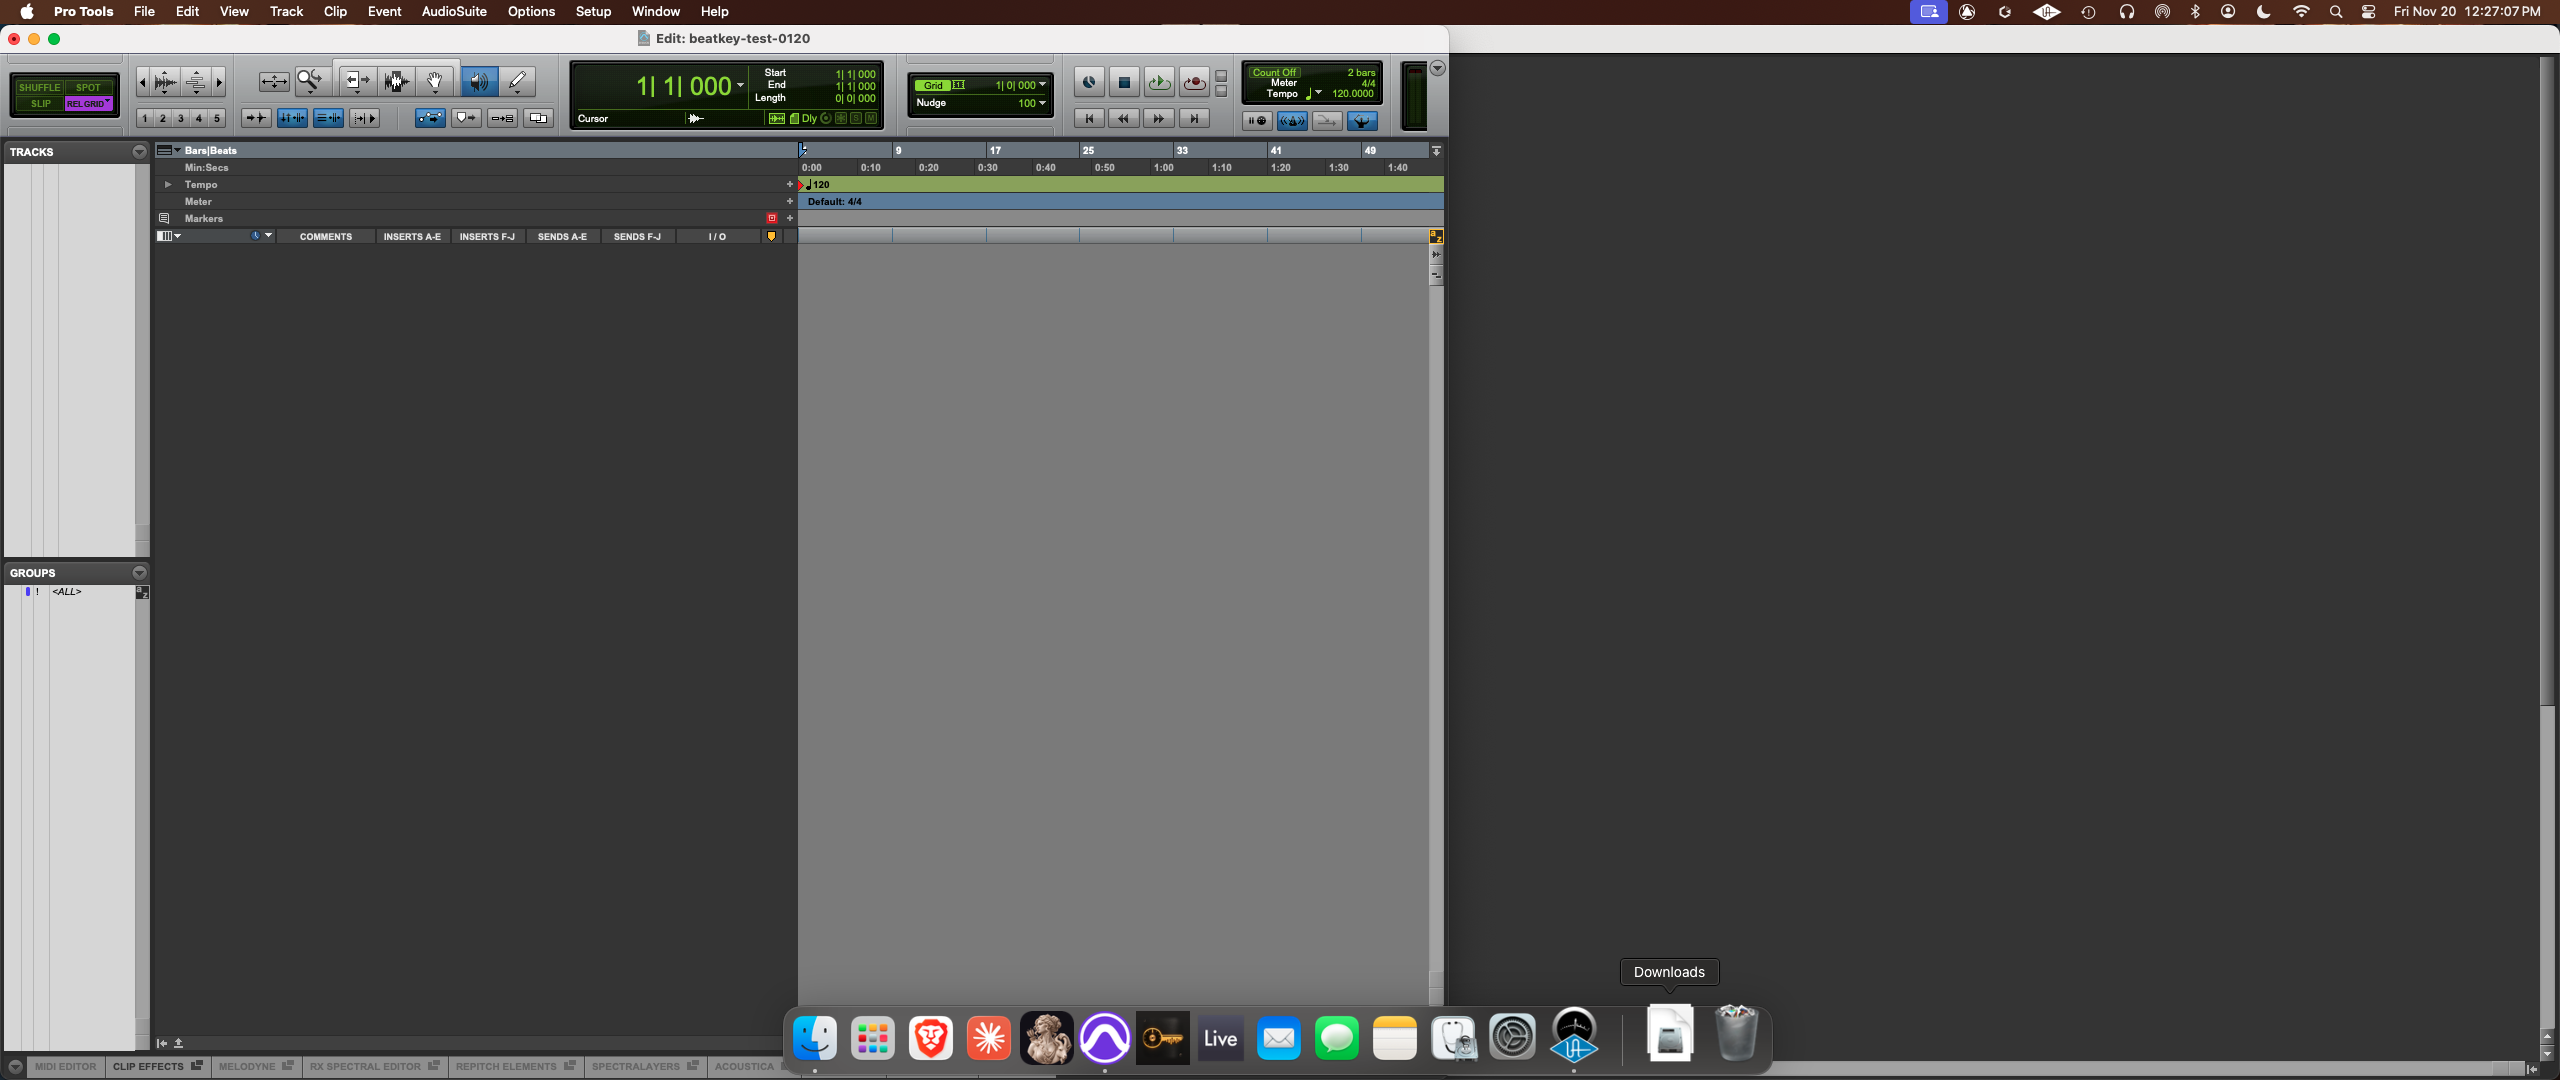 Pro Tools File Edit View Track Clip Event AudioSuite Options Setup Window Help Fri Nov 20 12:27:07 PM
Edit: beatkey-test-0120
SHUFFLE SPOT
SLIP REL GRID
1 2 3 4 5
1| 1| 000
Start 1| 1| 000
End 1| 1| 000
Length 0| 0| 000
Cursor Dly S M
Grid 1| 0| 000
Nudge 100
Count Off 2 bars
Meter 4/4
Tempo 120.0000
TRACKS
Bars|Beats 9 17 25 33 41 49
Min:Secs 0:00 0:10 0:20 0:30 0:40 0:50 1:00 1:10 1:20 1:30 1:40
Tempo + 120
Meter + Default: 4/4
Markers +
COMMENTS INSERTS A-E INSERTS F-J SENDS A-E SENDS F-J I / O
a z
GROUPS
! <ALL> a z
Downloads
Live
MIDI EDITOR CLIP EFFECTS MELODYNE RX SPECTRAL EDITOR REPITCH ELEMENTS SPECTRALAYERS ACOUSTICA